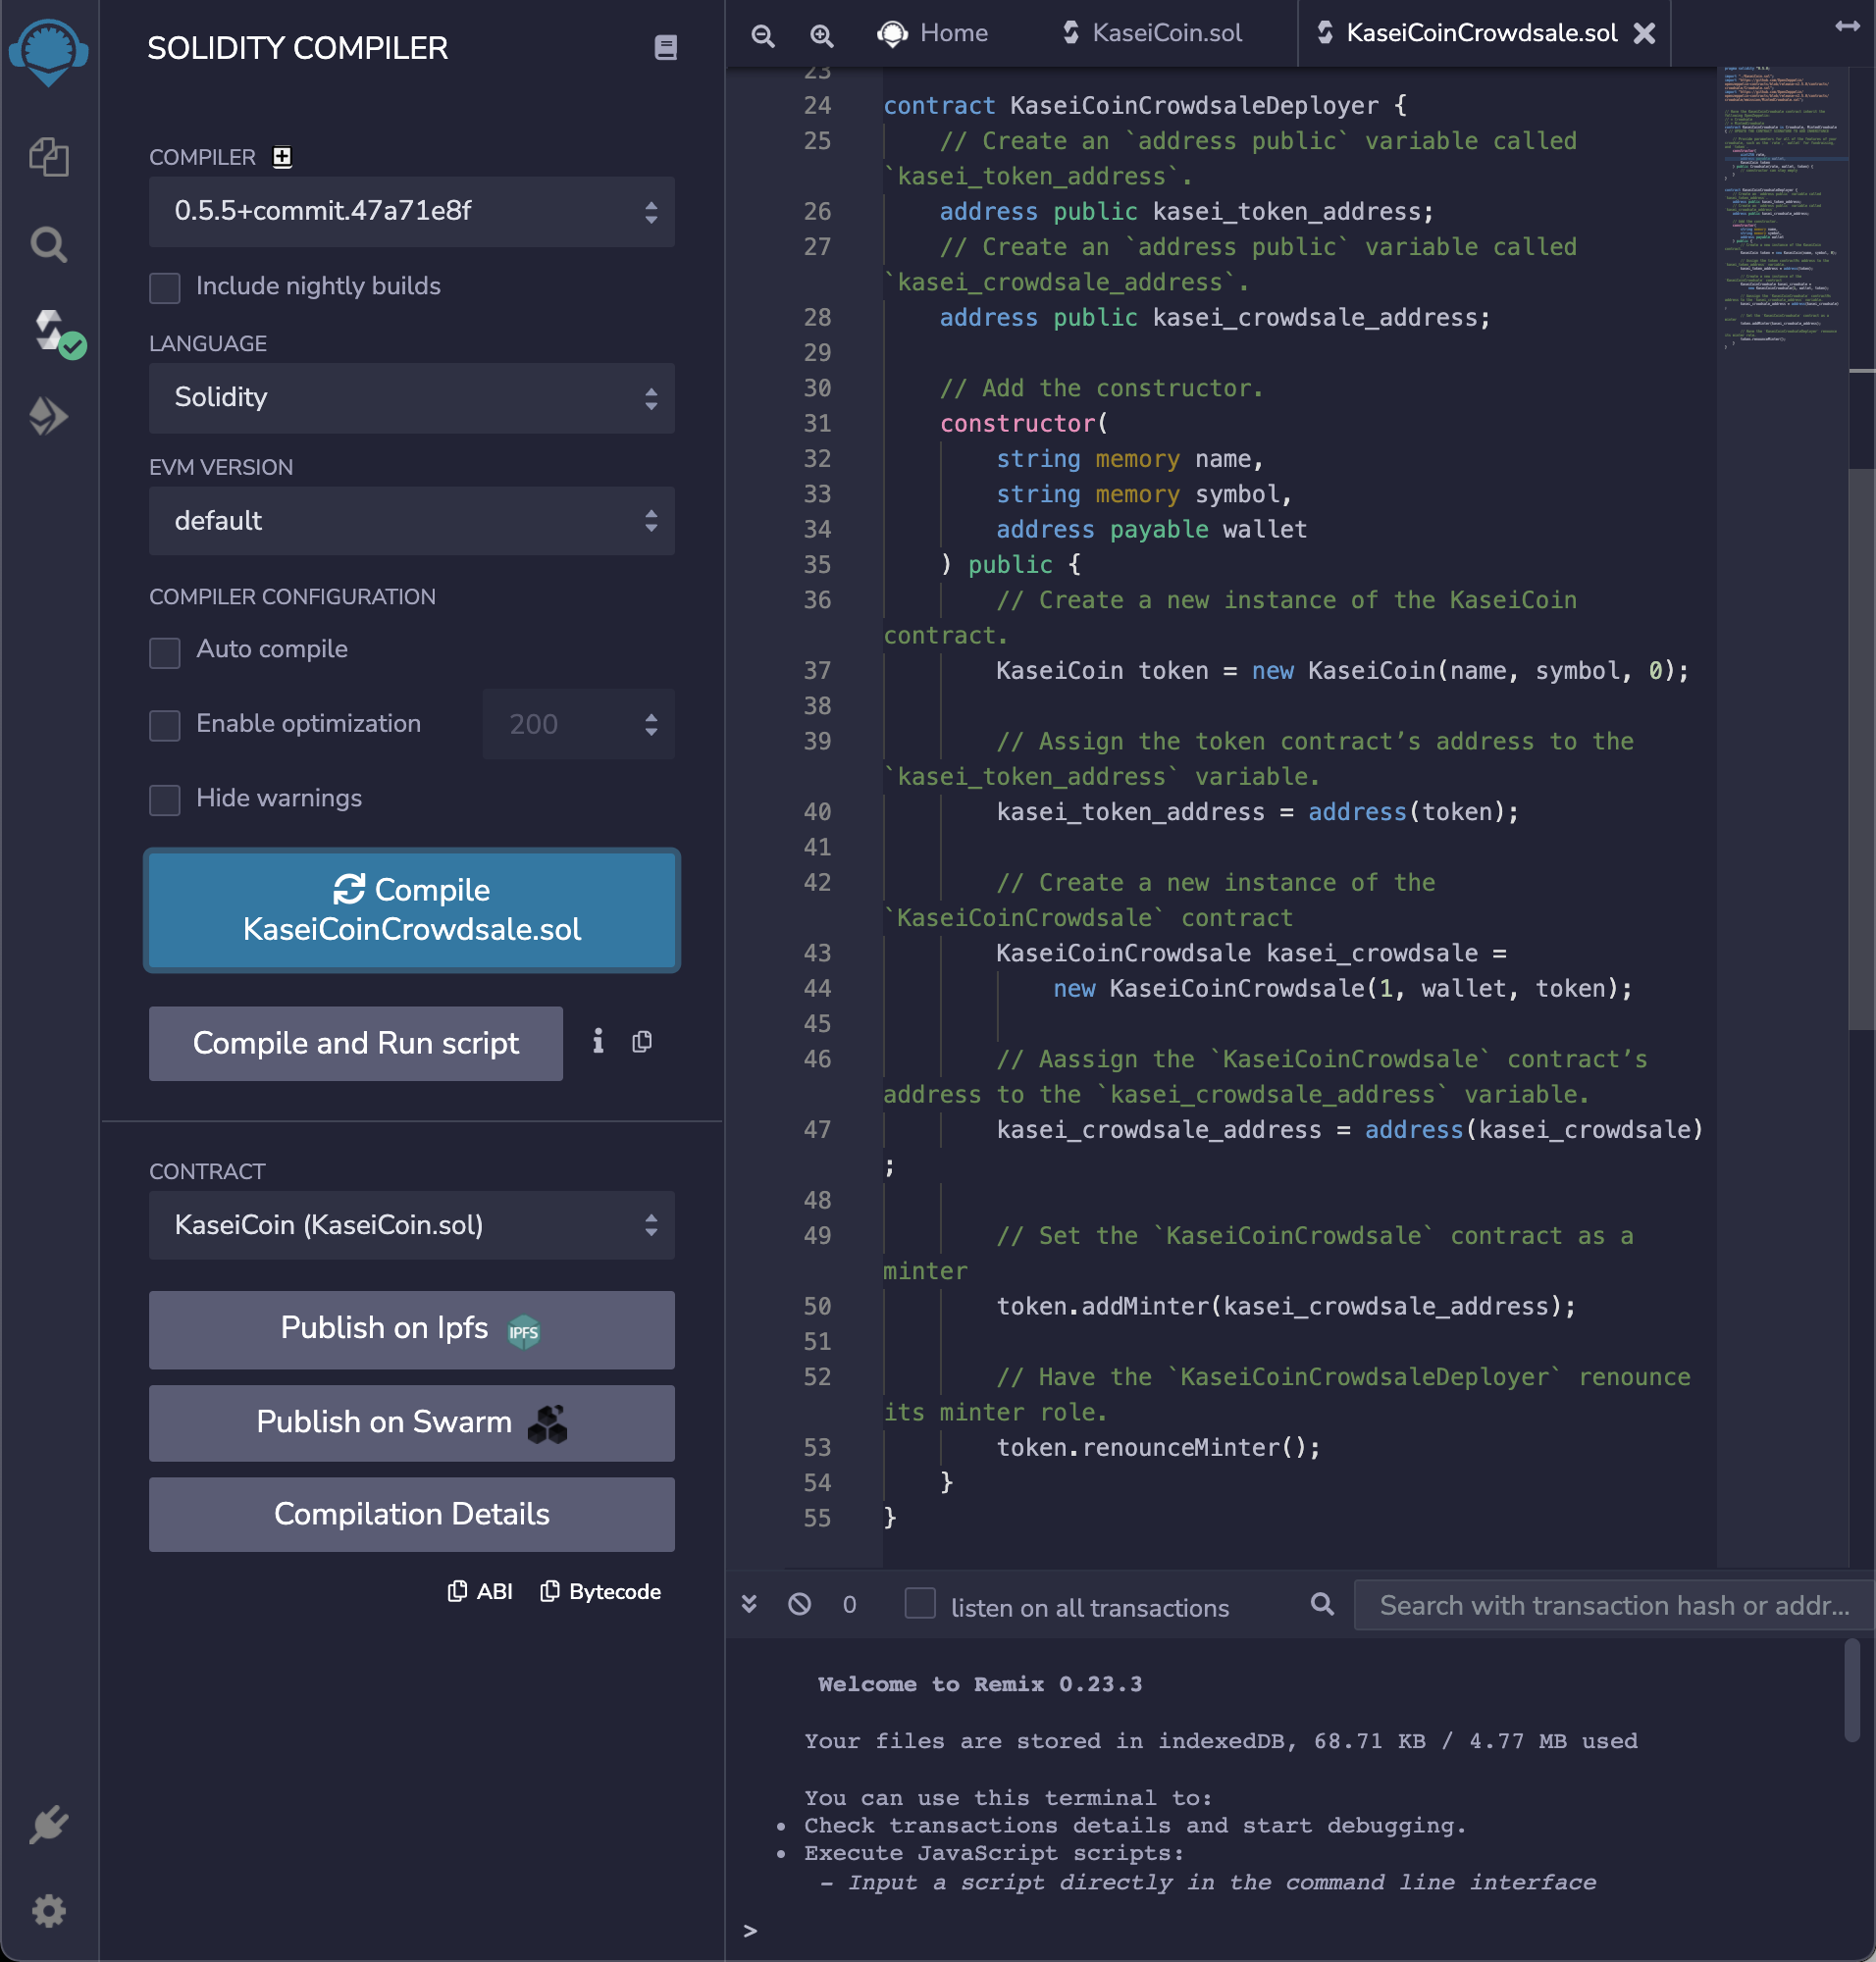 SOLIDITY COMPILER
COMPILER
0.5.5+commit.47a71e8f
Include nightly builds
LANGUAGE
Solidity
EVM VERSION
default
COMPILER CONFIGURATION
Auto compile
Enable optimization
200
Hide warnings
Compile
KaseiCoinCrowdsale.sol
Compile and Run script
CONTRACT
KaseiCoin (KaseiCoin.sol)
Publish on Ipfs IPFS
Publish on Swarm
Compilation Details
ABI
Bytecode
Home
KaseiCoin.sol
KaseiCoinCrowdsale.sol
23
24 contract KaseiCoinCrowdsaleDeployer {
25 // Create an `address public` variable called
`kasei_token_address`.
26 address public kasei_token_address;
27 // Create an `address public` variable called
`kasei_crowdsale_address`.
28 address public kasei_crowdsale_address;
29
30 // Add the constructor.
31 constructor(
32 string memory name,
33 string memory symbol,
34 address payable wallet
35 ) public {
36 // Create a new instance of the KaseiCoin
contract.
37 KaseiCoin token = new KaseiCoin(name, symbol, 0);
38
39 // Assign the token contract’s address to the
`kasei_token_address` variable.
40 kasei_token_address = address(token);
41
42 // Create a new instance of the
`KaseiCoinCrowdsale` contract
43 KaseiCoinCrowdsale kasei_crowdsale =
44 new KaseiCoinCrowdsale(1, wallet, token);
45
46 // Aassign the `KaseiCoinCrowdsale` contract’s
address to the `kasei_crowdsale_address` variable.
47 kasei_crowdsale_address = address(kasei_crowdsale)
;
48
49 // Set the `KaseiCoinCrowdsale` contract as a
minter
50 token.addMinter(kasei_crowdsale_address);
51
52 // Have the `KaseiCoinCrowdsaleDeployer` renounce
its minter role.
53 token.renounceMinter();
54 }
55 }
0
listen on all transactions
Search with transaction hash or addr...
Welcome to Remix 0.23.3
Your files are stored in indexedDB, 68.71 KB / 4.77 MB used
You can use this terminal to:
• Check transactions details and start debugging.
• Execute JavaScript scripts:
– Input a script directly in the command line interface
>